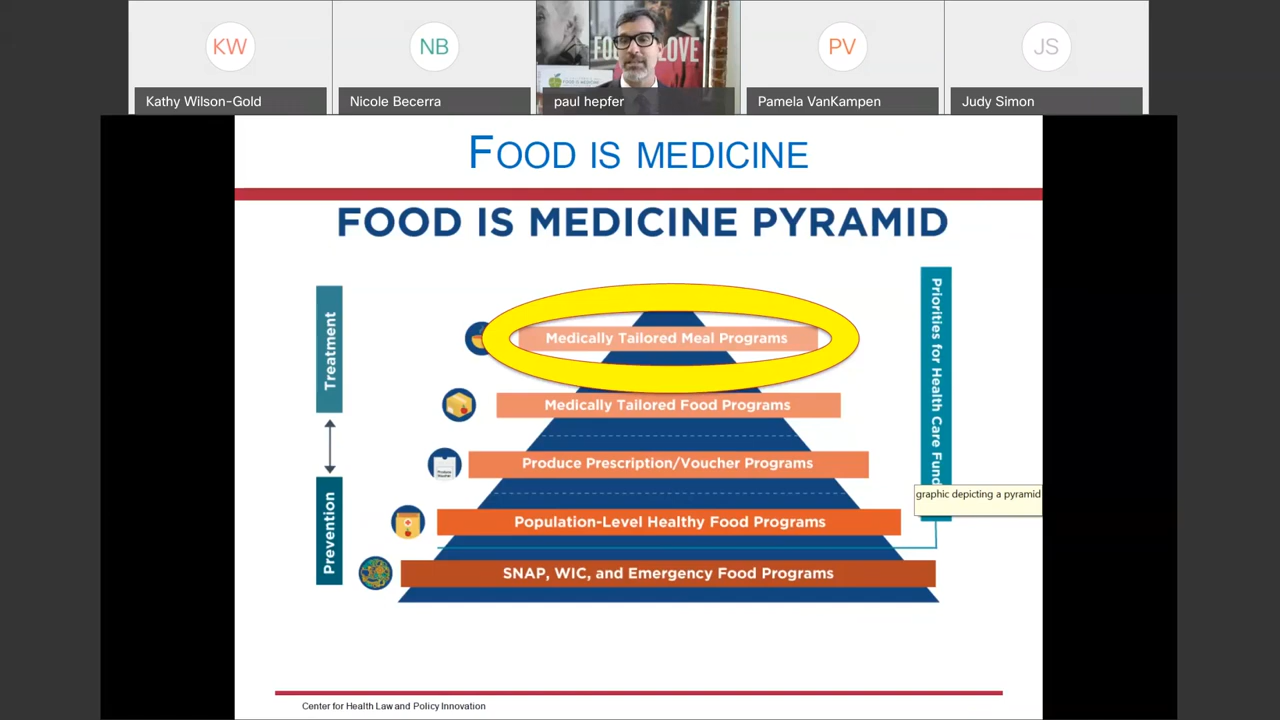 KW
NB
PV
JS
Kathy Wilson-Gold
Nicole Becerra
paul hepfer
Pamela VanKampen
Judy Simon
FOOD IS MEDICINE
FOOD IS MEDICINE PYRAMID
Treatment
Prevention
Medically Tailored Meal Programs
Medically Tailored Food Programs
Produce Prescription/Voucher Programs
Population-Level Healthy Food Programs
SNAP, WIC, and Emergency Food Programs
Priorities for Health Care Fund
graphic depicting a pyramid
Center for Health Law and Policy Innovation